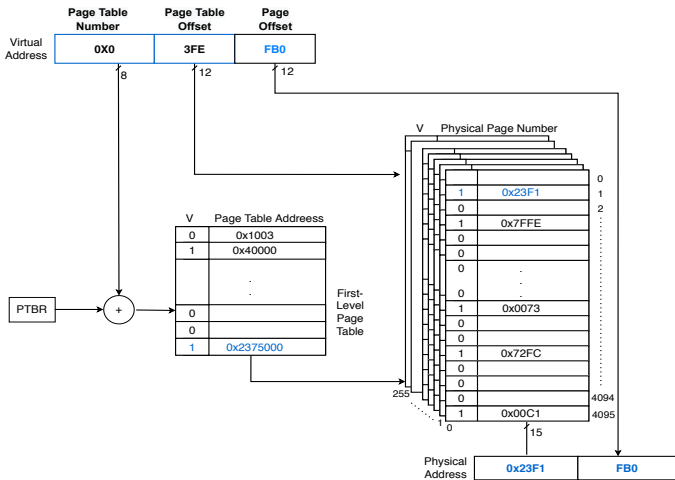 Page Table Number
Page Table Offset
Page Offset
Virtual Address
0X0
3FE
FB0
8
12
12
V Physical Page Number
0
1 0x23F1 1
0 2
1 0x7FFE
0
0
0
.
.
0
1 0x0073
0
0
1 0x72FC
0
0
0 4094
1 0x00C1 4095
255
1
0
15
V Page Table Addreess
0 0x1003
1 0x40000
.
.
0
0
1 0x2375000
First-
Level
Page
Table
PTBR
+
Physical Address
0x23F1
FB0